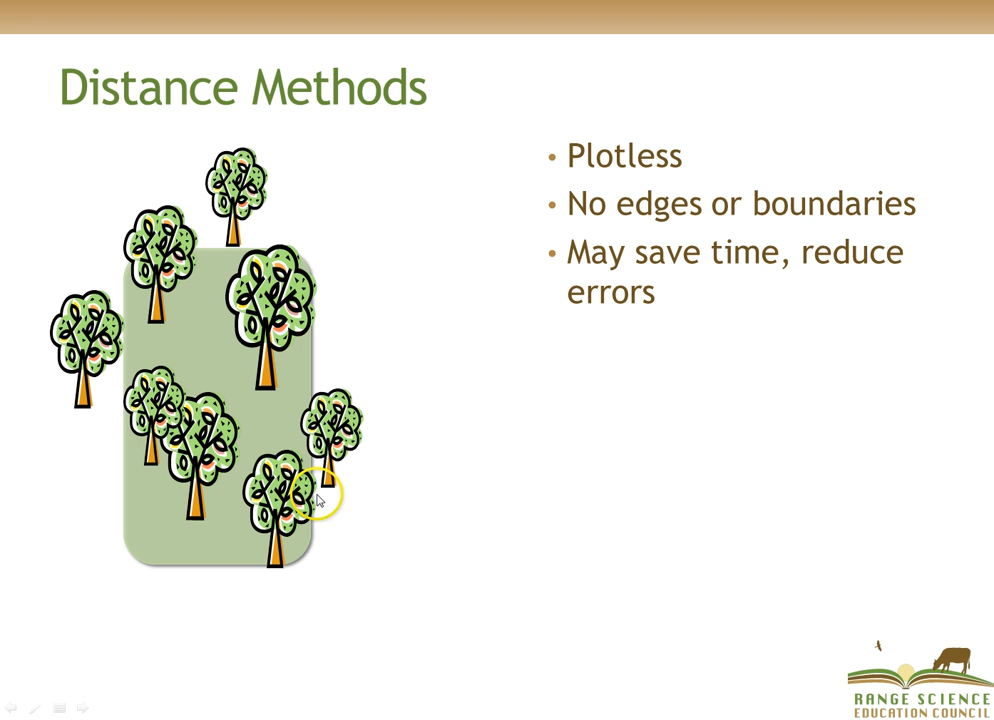 Distance Methods
• Plotless
• No edges or boundaries
• May save time, reduce
errors
RANGE SCIENCE
EDUCATION COUNCIL